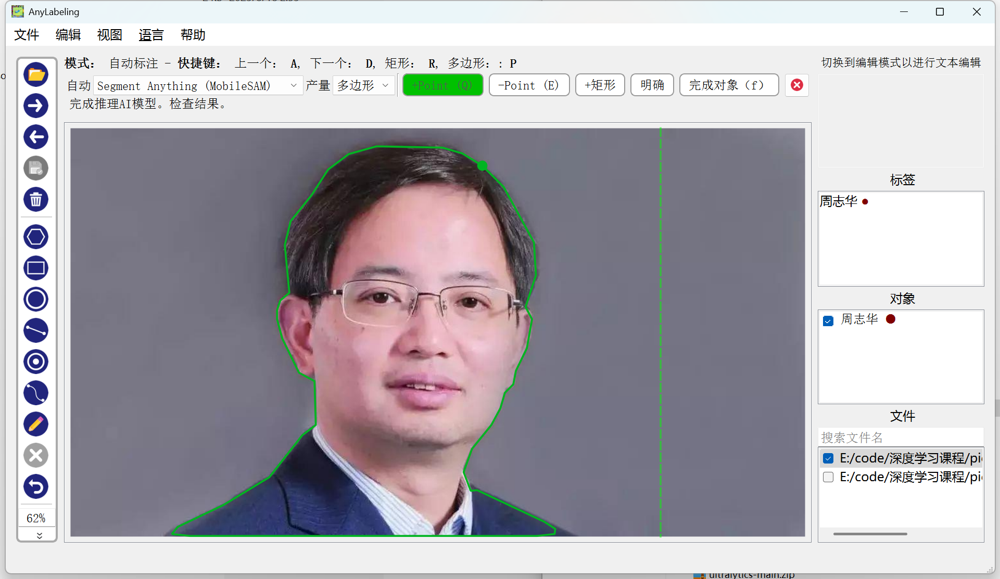 AnyLabeling
文件 编辑 视图 语言 帮助
模式: 自动标注 - 快捷键: 上一个: A, 下一个: D, 矩形: R, 多边形: : P
自动 Segment Anything (MobileSAM) 产量 多边形 +Point (Q) -Point (E) +矩形 明确 完成对象 (f)
完成推理AI模型。检查结果。
62%
切换到编辑模式以进行文本编辑
标签
周志华
对象
周志华
文件
搜索文件名
E:/code/深度学习课程/pi
E:/code/深度学习课程/pi
ultralytics-main.zip